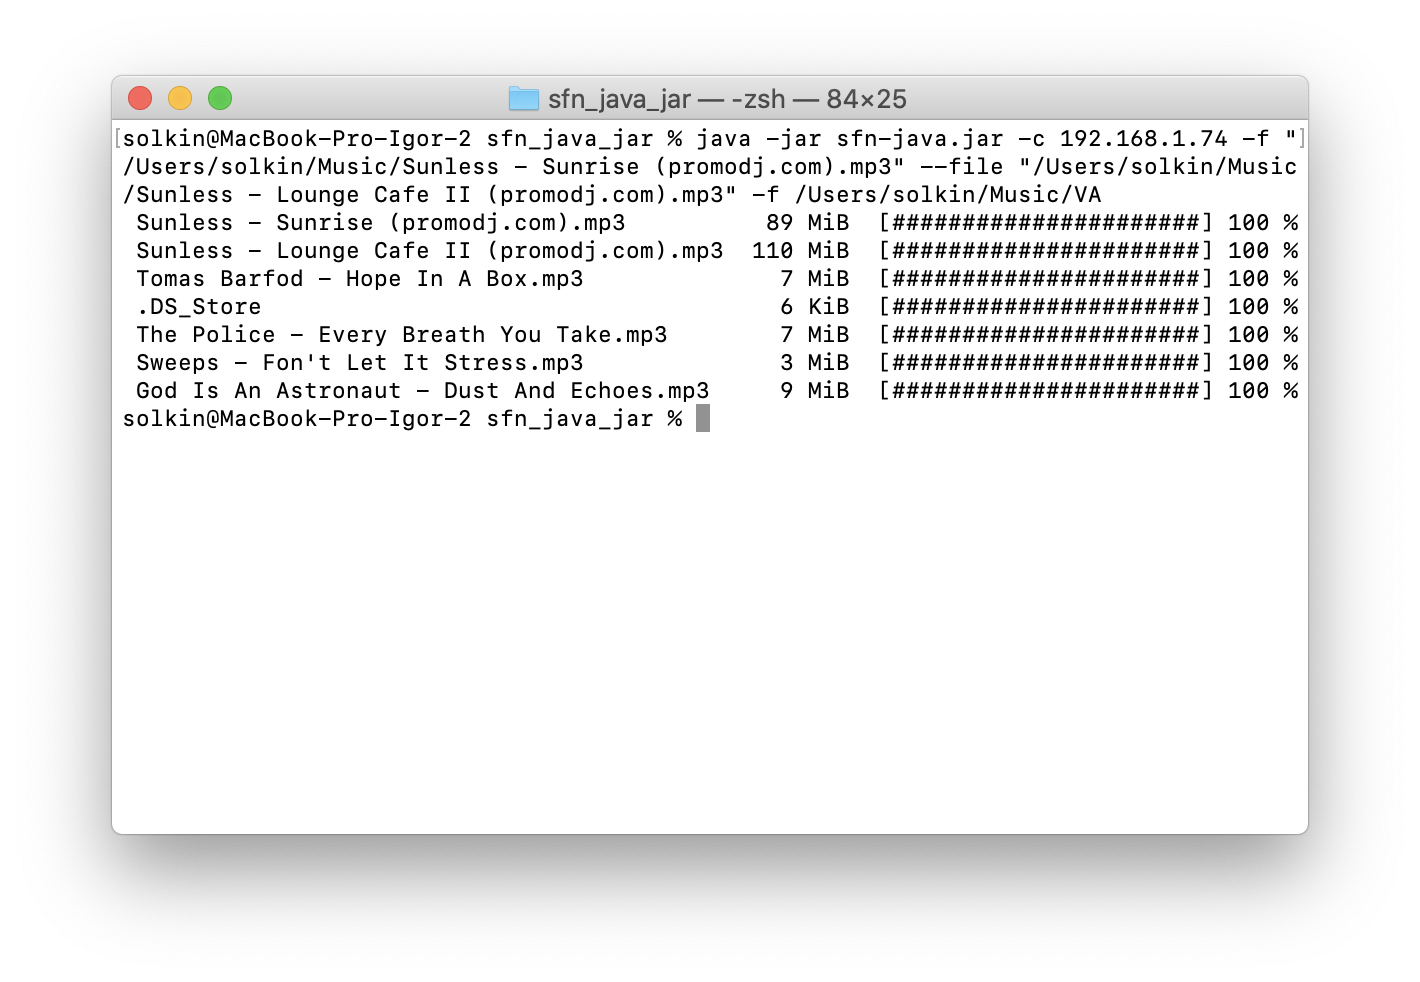 sfn_java_jar — -zsh — 84×25
[solkin@MacBook-Pro-Igor-2 sfn_java_jar % java -jar sfn-java.jar -c 192.168.1.74 -f "]
/Users/solkin/Music/Sunless - Sunrise (promodj.com).mp3" --file "/Users/solkin/Music
/Sunless - Lounge Cafe II (promodj.com).mp3" -f /Users/solkin/Music/VA
 Sunless - Sunrise (promodj.com).mp3          89 MiB  [######################] 100 %
 Sunless - Lounge Cafe II (promodj.com).mp3  110 MiB  [######################] 100 %
 Tomas Barfod - Hope In A Box.mp3              7 MiB  [######################] 100 %
 .DS_Store                                     6 KiB  [######################] 100 %
 The Police - Every Breath You Take.mp3        7 MiB  [######################] 100 %
 Sweeps - Fon't Let It Stress.mp3              3 MiB  [######################] 100 %
 God Is An Astronaut - Dust And Echoes.mp3     9 MiB  [######################] 100 %
solkin@MacBook-Pro-Igor-2 sfn_java_jar %